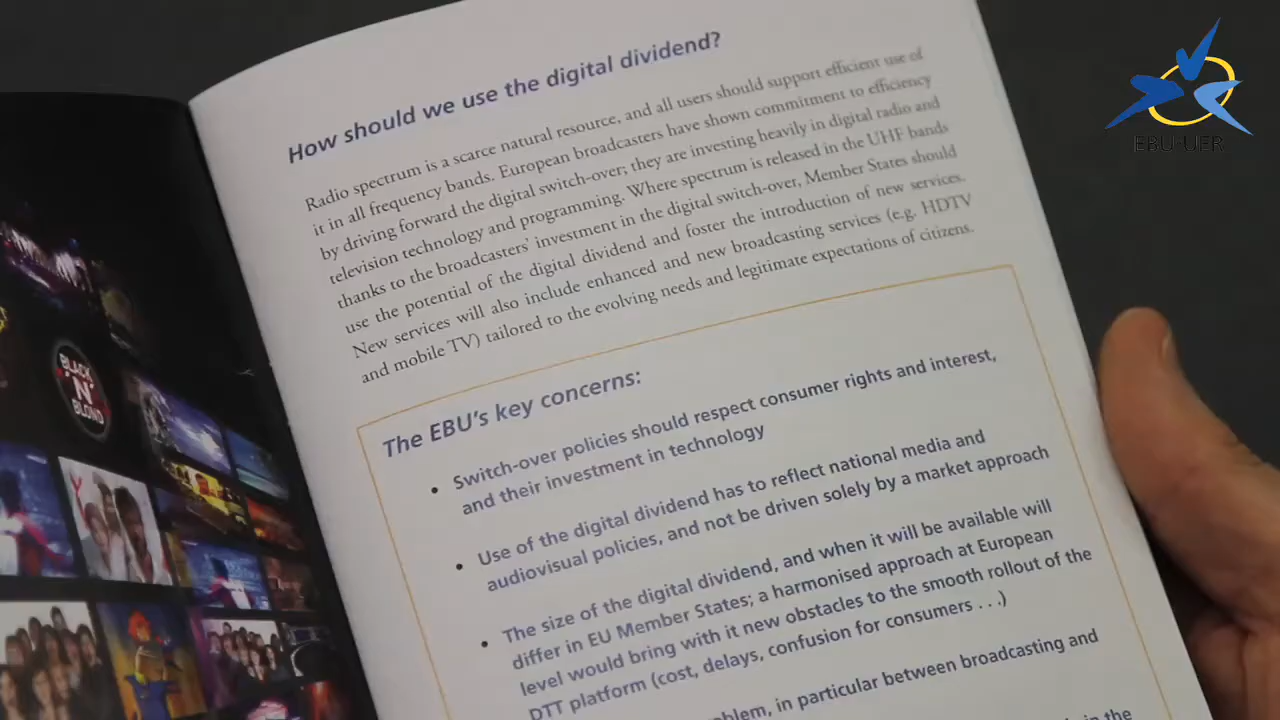 How should we use the digital dividend?
Radio spectrum is a scarce natural resource, and all users should support efficient use of
it in all frequency bands. European broadcasters have shown commitment to efficiency
by driving forward the digital switch-over; they are investing heavily in digital radio and
television technology and programming. Where spectrum is released in the UHF bands
thanks to the broadcasters' investment in the digital switch-over, Member States should
use the potential of the digital dividend and foster the introduction of new services.
New services will also include enhanced and new broadcasting services (e.g. HDTV
and mobile TV) tailored to the evolving needs and legitimate expectations of citizens.
The EBU's key concerns:
• Switch-over policies should respect consumer rights and interest,
and their investment in technology
• Use of the digital dividend has to reflect national media and
audiovisual policies, and not be driven solely by a market approach
• The size of the digital dividend, and when it will be available will
differ in EU Member States; a harmonised approach at European
level would bring with it new obstacles to the smooth rollout of the
DTT platform (cost, delays, confusion for consumers . . .)
in particular between broadcasting and
in the
BLACK
'N'
BLOND
EBU·UER